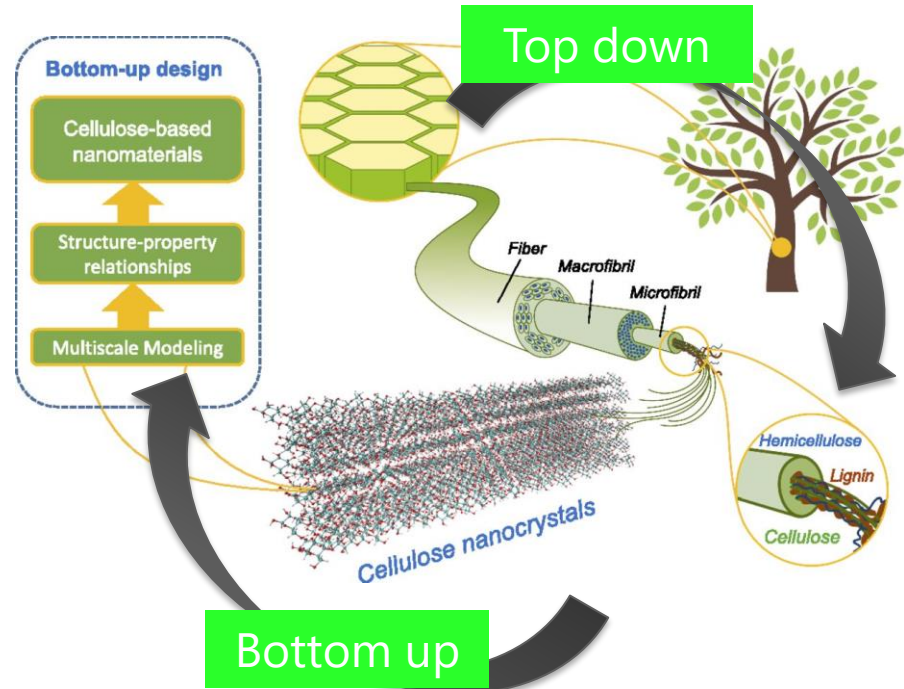 Top down
Bottom-up design
Cellulose-based
nanomaterials
Structure-property
relationships
Multiscale Modeling
Fiber
Macrofibril
Microfibril
Hemicellulose
Lignin
Cellulose
Cellulose nanocrystals
Bottom up